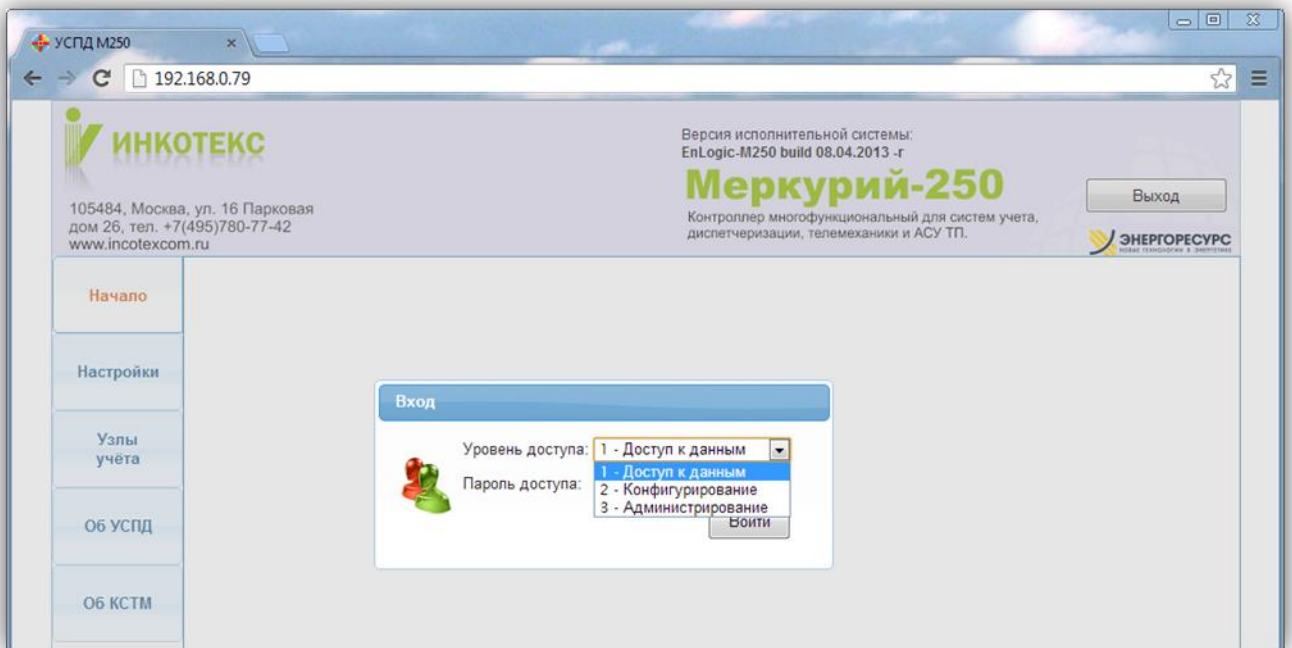 УСПД М250
192.168.0.79
ИНКОТЕКС
105484, Москва, ул. 16 Парковая
дом 26, тел. +7(495)780-77-42
www.incotexcom.ru
Версия исполнительной системы:
EnLogic-M250 build 08.04.2013 -r
Меркурий-250
Контроллер многофункциональный для систем учета,
диспетчеризации, телемеханики и АСУ ТП.
Выход
ЭНЕРГОРЕСУРС
НОВЫЕ ТЕХНОЛОГИИ В ЭНЕРГЕТИКЕ
Начало
Настройки
Узлы
учёта
Об УСПД
Об КСТМ
Вход
Уровень доступа: 1 - Доступ к данным
1 - Доступ к данным
Пароль доступа:
2 - Конфигурирование
3 - Администрирование
Войти